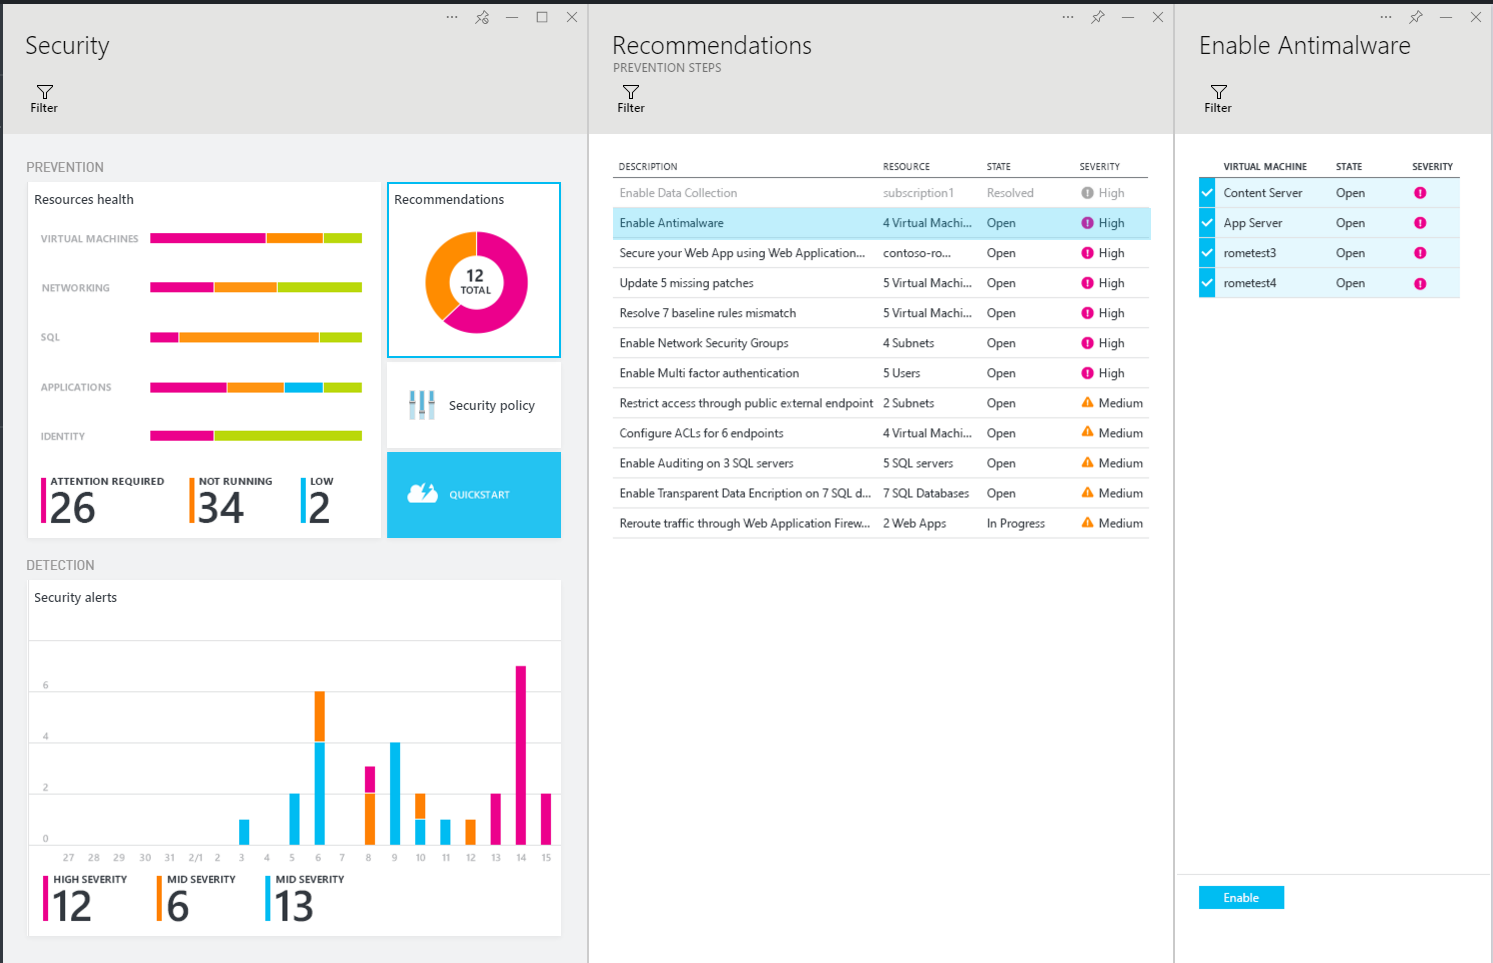 Security
Filter
PREVENTION
Resources health
VIRTUAL MACHINES
NETWORKING
SQL
APPLICATIONS
IDENTITY
ATTENTION REQUIRED
26
NOT RUNNING
34
LOW
2
Recommendations
12
TOTAL
Security policy
QUICKSTART
DETECTION
Security alerts
6
4
2
0
27 28 29 30 31 2/1 2 3 4 5 6 7 8 9 10 11 12 13 14 15
HIGH SEVERITY
12
MID SEVERITY
6
MID SEVERITY
13
Recommendations
PREVENTION STEPS
Filter
DESCRIPTION RESOURCE STATE SEVERITY
Enable Data Collection subscription1 Resolved High
Enable Antimalware 4 Virtual Machi... Open High
Secure your Web App using Web Application... contoso-ro... Open High
Update 5 missing patches 5 Virtual Machi... Open High
Resolve 7 baseline rules mismatch 5 Virtual Machi... Open High
Enable Network Security Groups 4 Subnets Open High
Enable Multi factor authentication 5 Users Open High
Restrict access through public external endpoint 2 Subnets Open Medium
Configure ACLs for 6 endpoints 4 Virtual Machi... Open Medium
Enable Auditing on 3 SQL servers 5 SQL servers Open Medium
Enable Transparent Data Encription on 7 SQL d... 7 SQL Databases Open Medium
Reroute traffic through Web Application Firew... 2 Web Apps In Progress Medium
Enable Antimalware
Filter
VIRTUAL MACHINE STATE SEVERITY
Content Server Open
App Server Open
rometest3 Open
rometest4 Open
Enable